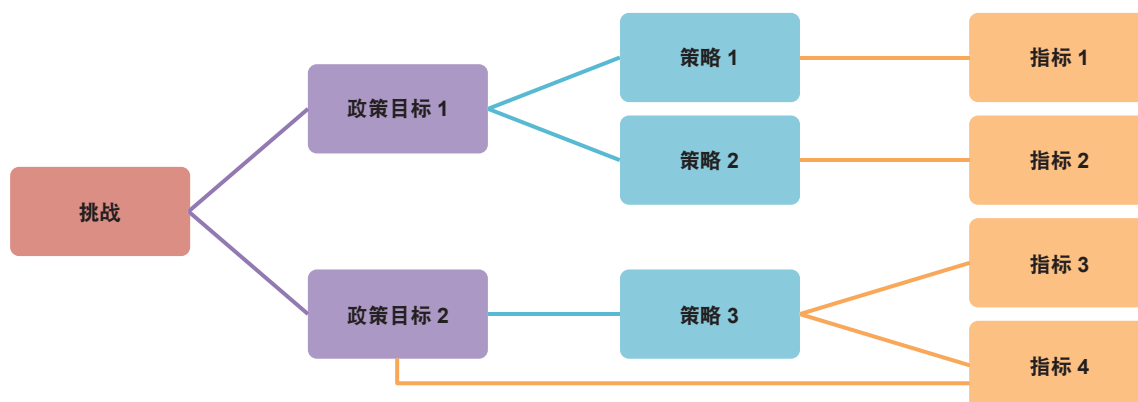 挑战
政策目标 1
政策目标 2
策略 1
策略 2
策略 3
指标 1
指标 2
指标 3
指标 4